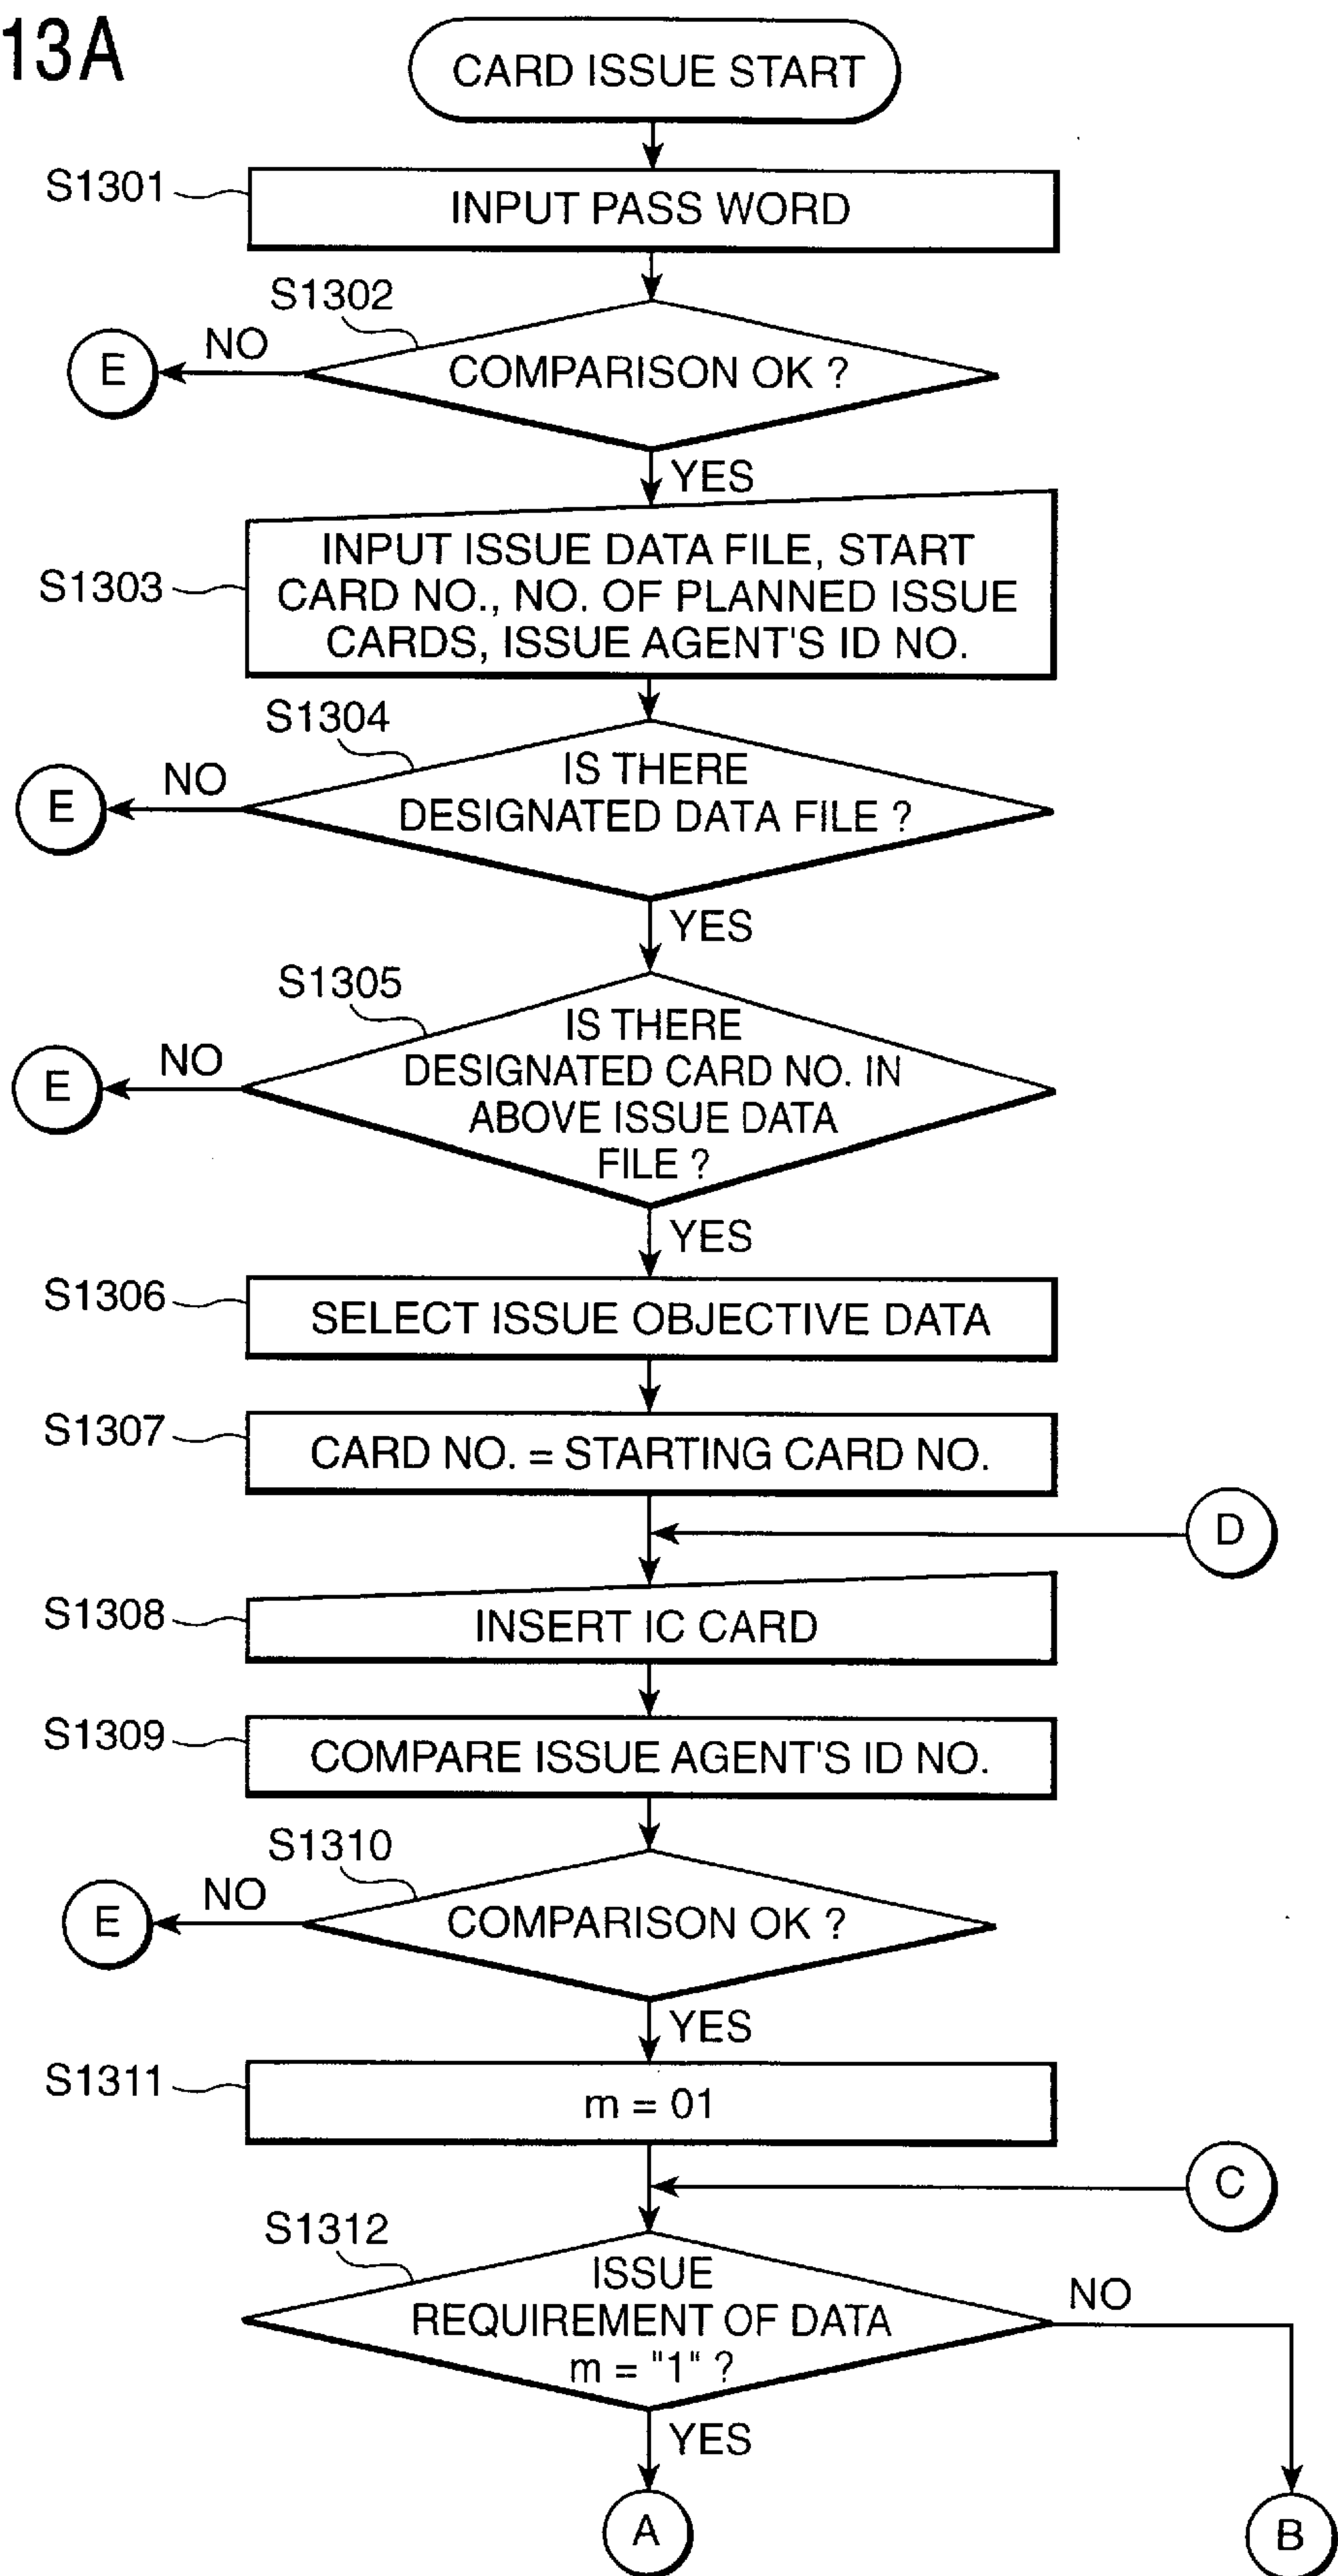 13A
CARD ISSUE START
S1301
INPUT PASS WORD
S1302
NO
E
COMPARISON OK ?
YES
S1303
INPUT ISSUE DATA FILE, START
CARD NO., NO. OF PLANNED ISSUE
CARDS, ISSUE AGENT'S ID NO.
S1304
NO
E
IS THERE
DESIGNATED DATA FILE ?
YES
S1305
NO
E
IS THERE
DESIGNATED CARD NO. IN
ABOVE ISSUE DATA
FILE ?
YES
S1306
SELECT ISSUE OBJECTIVE DATA
S1307
CARD NO. = STARTING CARD NO.
D
S1308
INSERT IC CARD
S1309
COMPARE ISSUE AGENT'S ID NO.
S1310
NO
E
COMPARISON OK ?
YES
S1311
m = 01
C
S1312
ISSUE
REQUIREMENT OF DATA
m = "1" ?
NO
YES
A
B